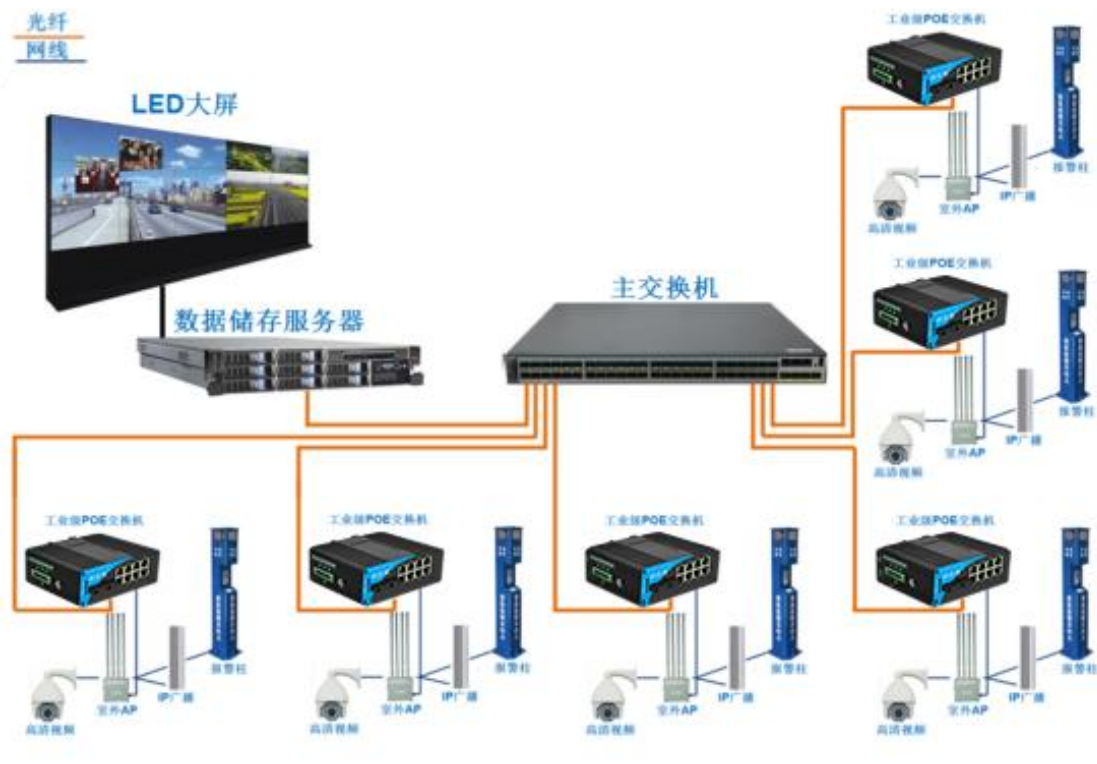 光纤
网线
LED大屏
数据储存服务器
主交换机
工业级POE交换机
报警柱
IP广播
室外AP
高清视频
工业级POE交换机
报警柱
IP广播
室外AP
高清视频
工业级POE交换机
报警柱
IP广播
室外AP
高清视频
工业级POE交换机
报警柱
IP广播
室外AP
高清视频
工业级POE交换机
报警柱
IP广播
室外AP
高清视频
工业级POE交换机
报警柱
IP广播
室外AP
高清视频